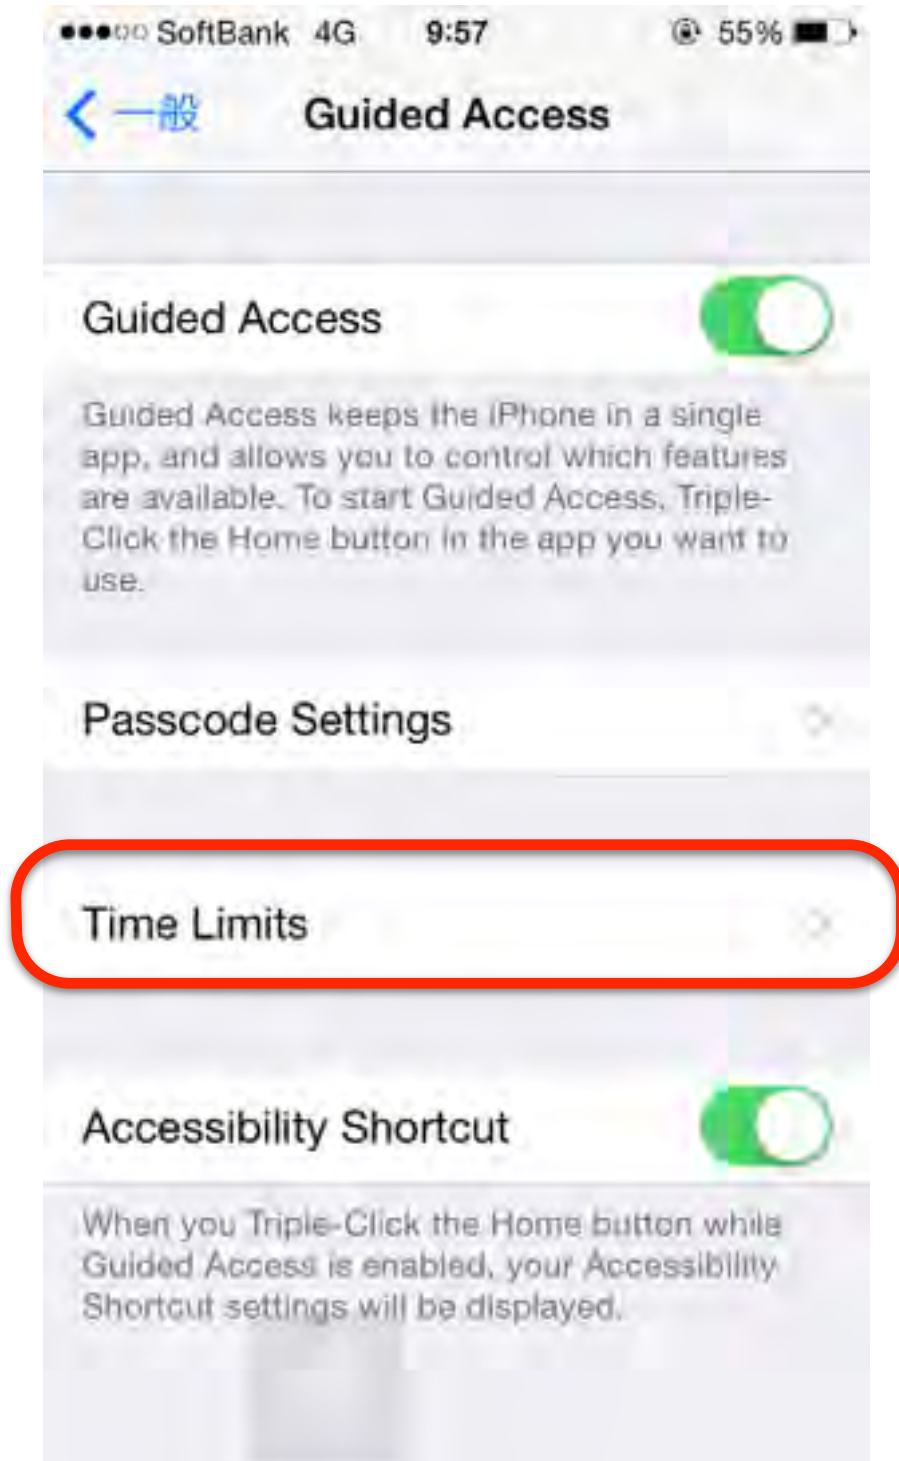 SoftBank 4G 9:57 55%
一般 Guided Access
Guided Access
Guided Access keeps the iPhone in a single
app, and allows you to control which features
are available. To start Guided Access, Triple-
Click the Home button in the app you want to
use.
Passcode Settings
Time Limits
Accessibility Shortcut
When you Triple-Click the Home button while
Guided Access is enabled, your Accessibility
Shortcut settings will be displayed.